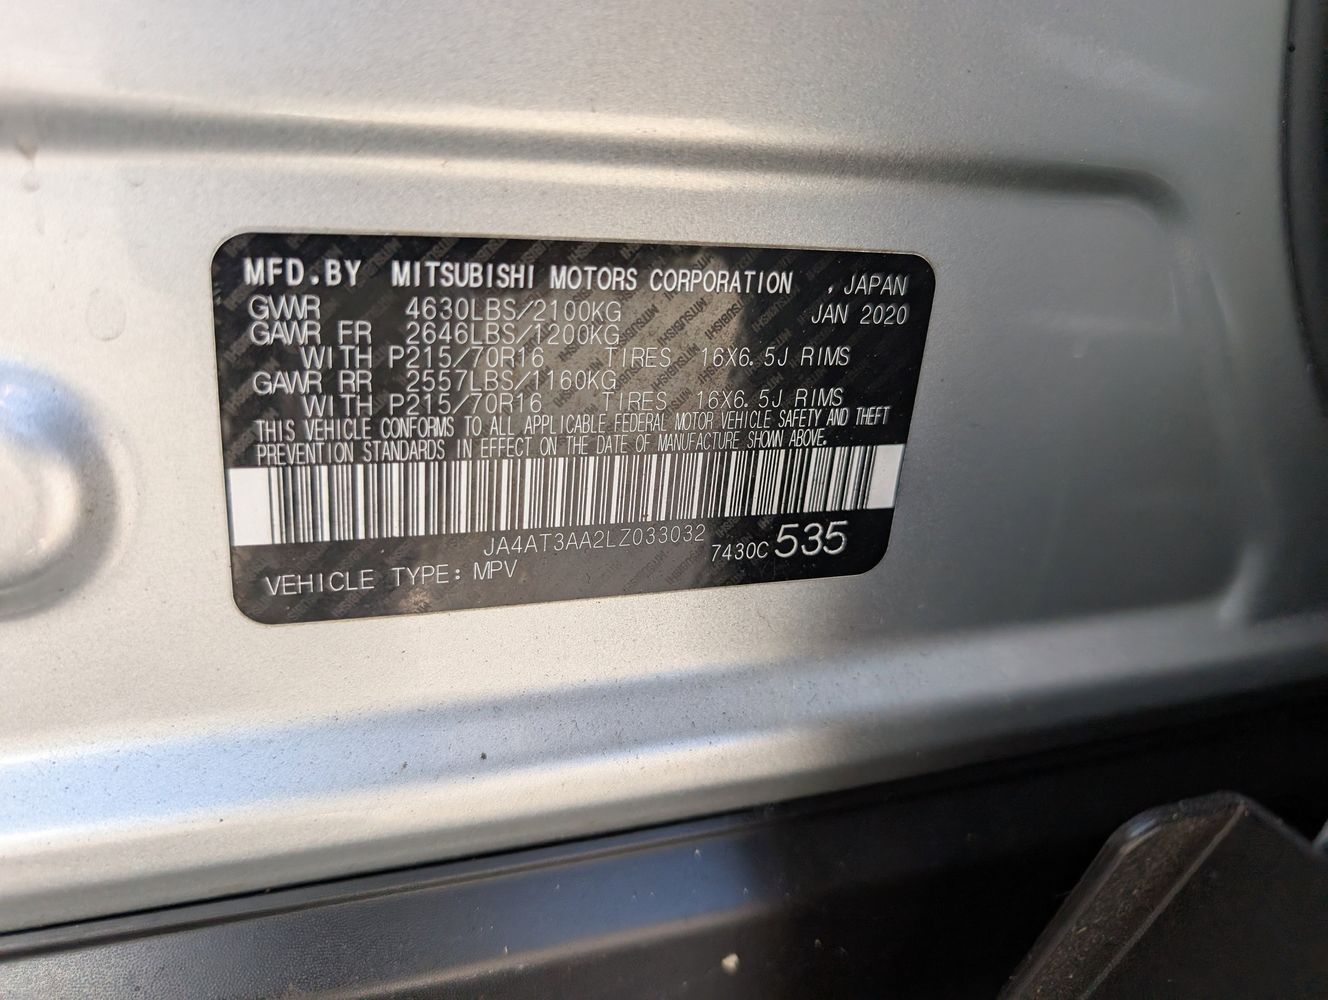 MFD.BY MITSUBISHI MOTORS CORPORATION , JAPAN
GVWR 4630LBS/2100KG JAN 2020
GAWR FR 2646LBS/1200KG
WITH P215/70R16 TIRES 16X6.5J RIMS
GAWR RR 2557LBS/1160KG
WITH P215/70R16 TIRES 16X6.5J RIMS
THIS VEHICLE CONFORMS TO ALL APPLICABLE FEDERAL MOTOR VEHICLE SAFETY AND THEFT
PREVENTION STANDARDS IN EFFECT ON THE DATE OF MANUFACTURE SHOWN ABOVE.
JA4AT3AA2LZ033032 7430C 535
VEHICLE TYPE: MPV